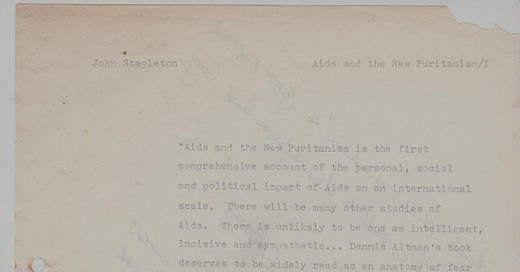 John Stapleton Aids and the New Puritanism/I
"Aids and the New Puritanism is the first
comprehensive account of the personal, social
and political impact of Aids on an international
scale. There will be many other studies of
Aids. There is unlikely to be one as intelligent,
incisive and sympathetic... Dennis Altman's book
deserves to be widely read as an anatomy of fear